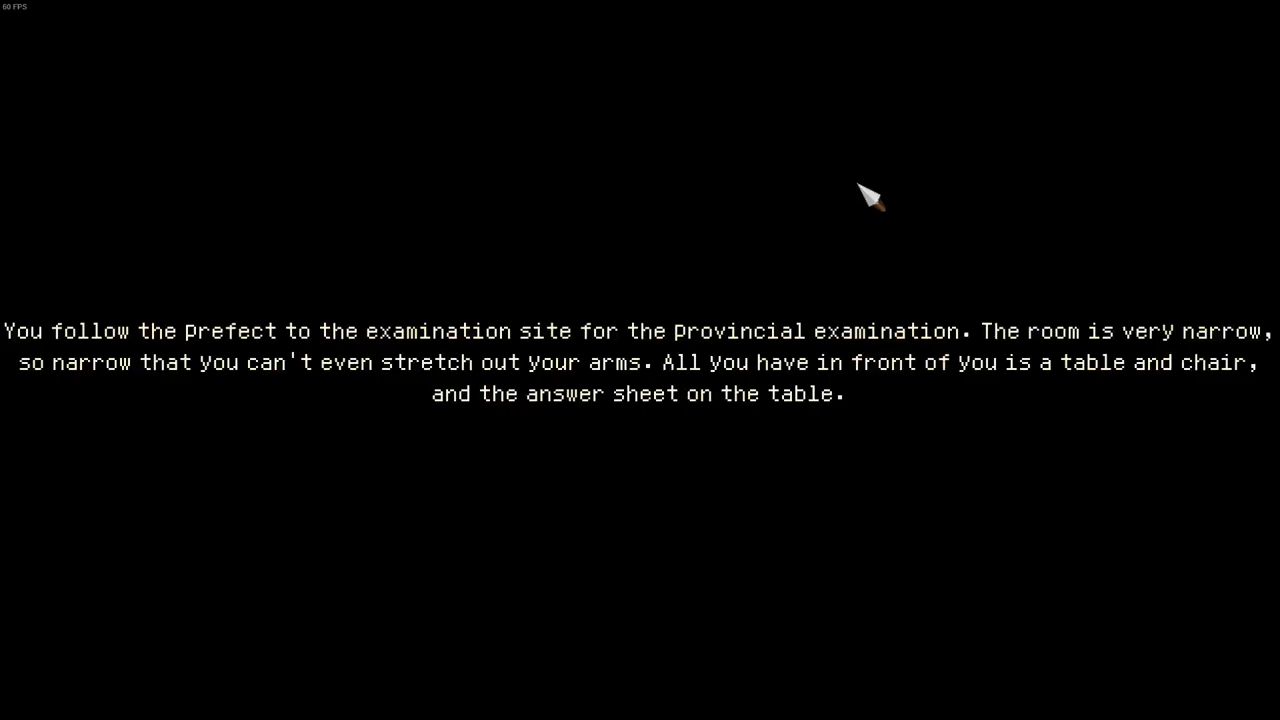 60 FPS
You follow the Prefect to the examination site for the Provincial examination. The room is very narrow,
so narrow that you can't even stretch out your arms. All you have in front of you is a table and chair,
and the answer sheet on the table.